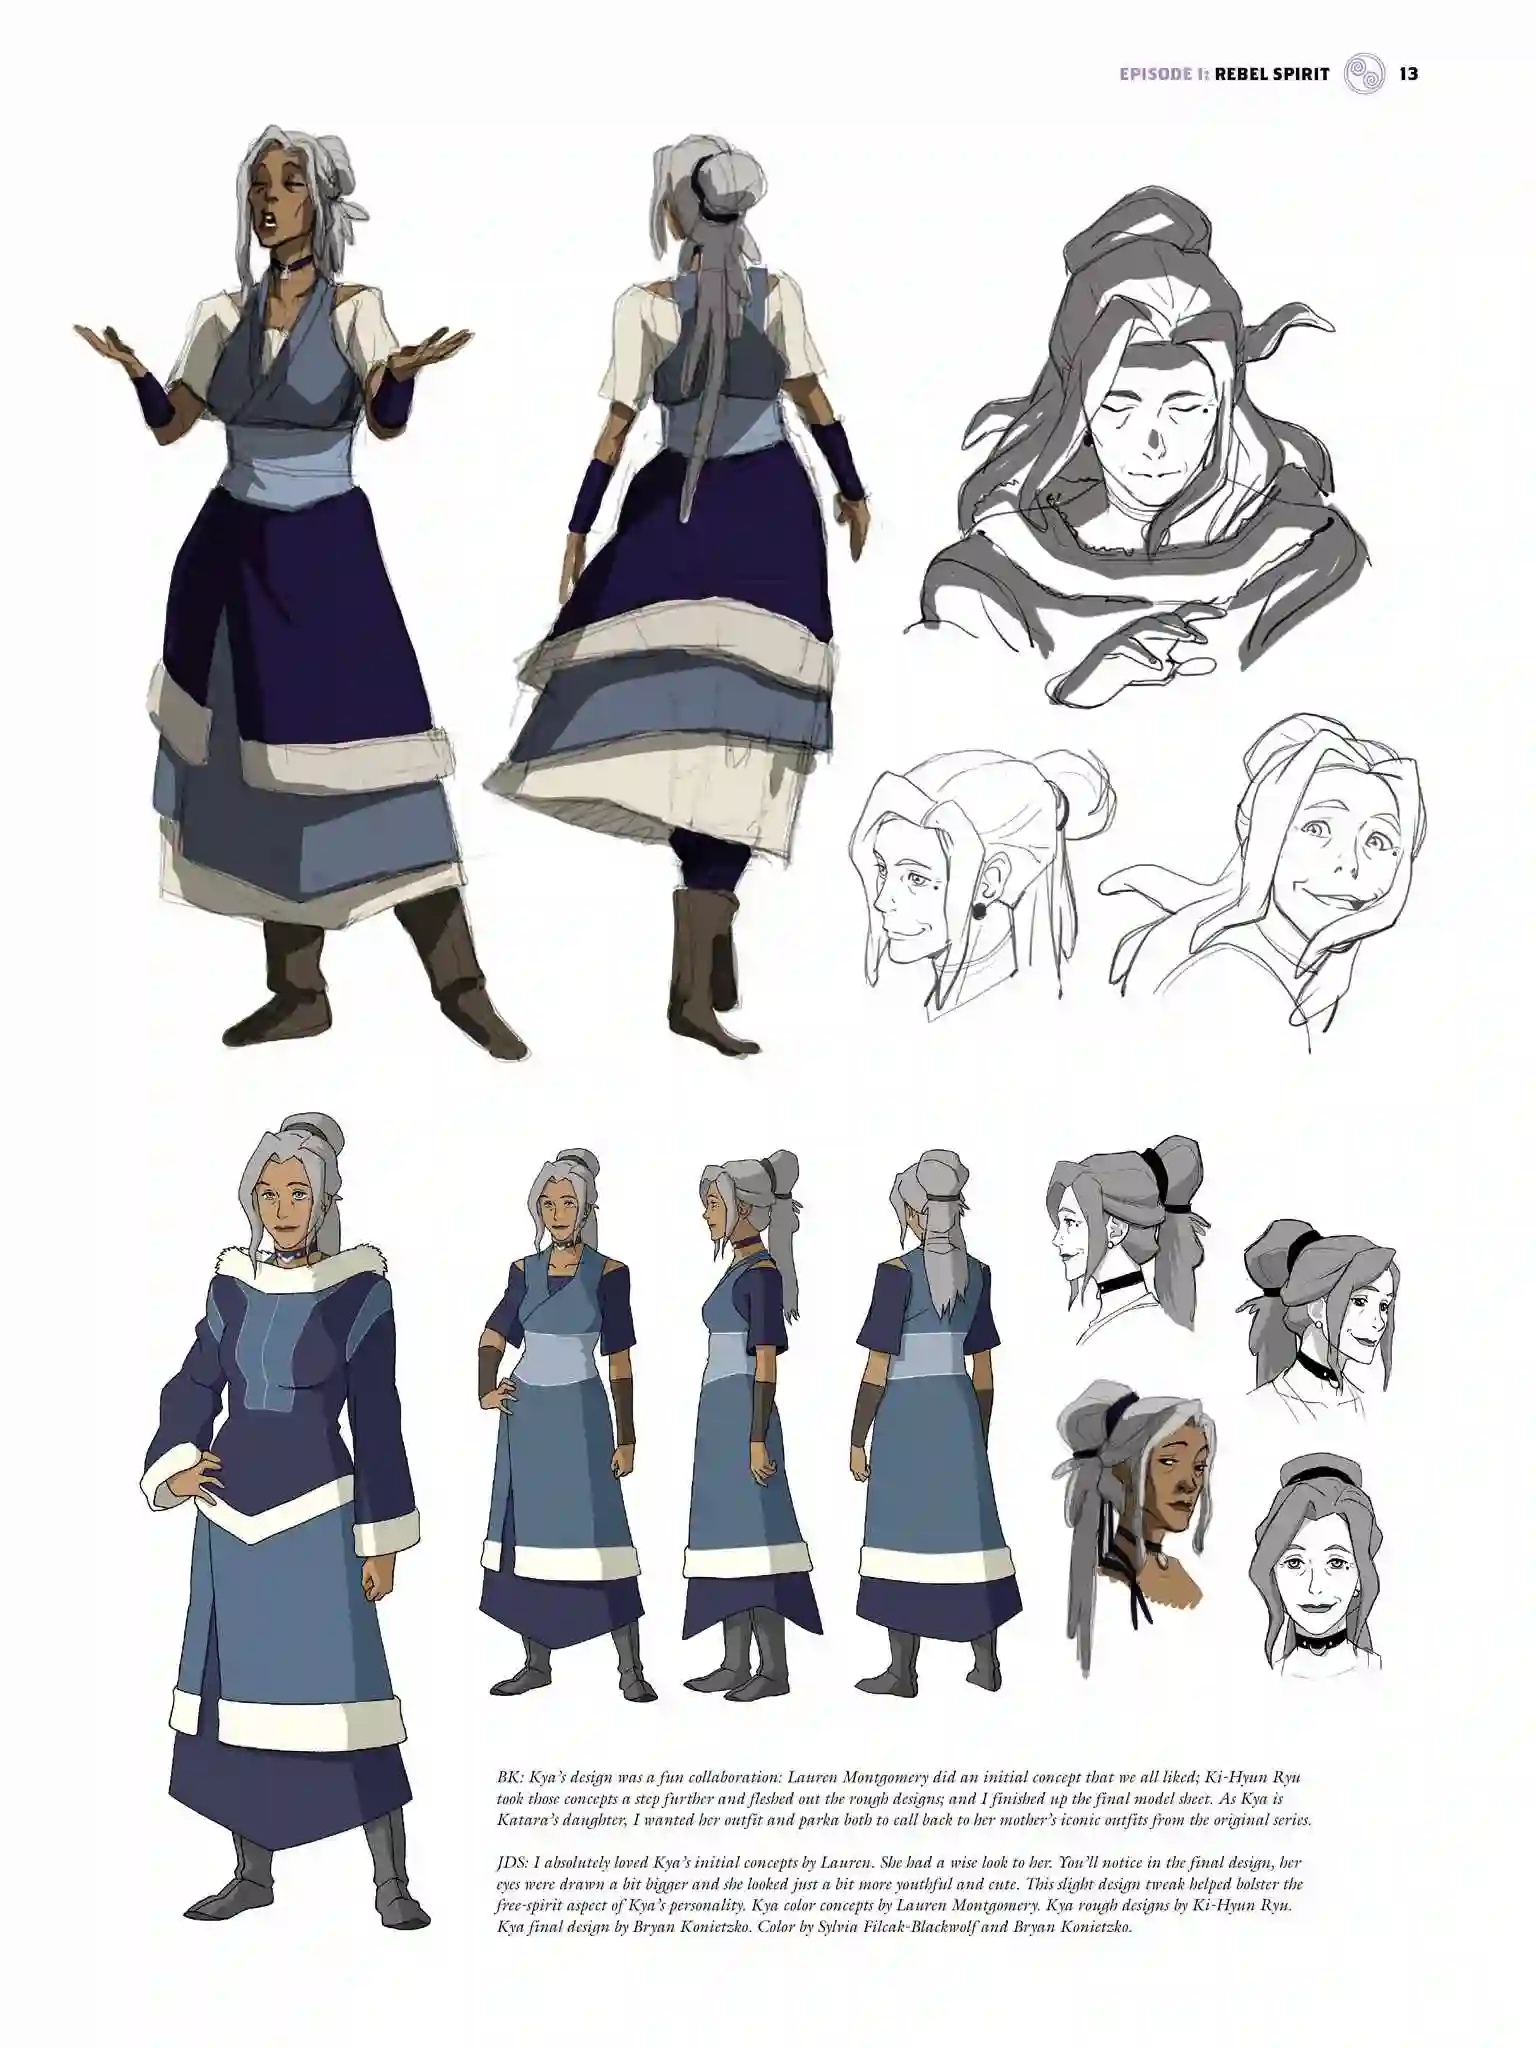 EPISODE 1: REBEL SPIRIT 13
BK: Kya's design was a fun collaboration: Lauren Montgomery did an initial concept that we all liked; Ki-Hyun Ryu
took those concepts a step further and fleshed out the rough designs; and I finished up the final model sheet. As Kya is
Katara's daughter, I wanted her outfit and parka both to call back to her mother's iconic outfits from the original series.
JDS: I absolutely loved Kya's initial concepts by Lauren. She had a wise look to her. You'll notice in the final design, her
eyes were drawn a bit bigger and she looked just a bit more youthful and cute. This slight design tweak helped bolster the
free-spirit aspect of Kya's personality. Kya color concepts by Lauren Montgomery. Kya rough designs by Ki-Hyun Ryu.
Kya final design by Bryan Konietzko. Color by Sylvia Filcak-Blackwolf and Bryan Konietzko.